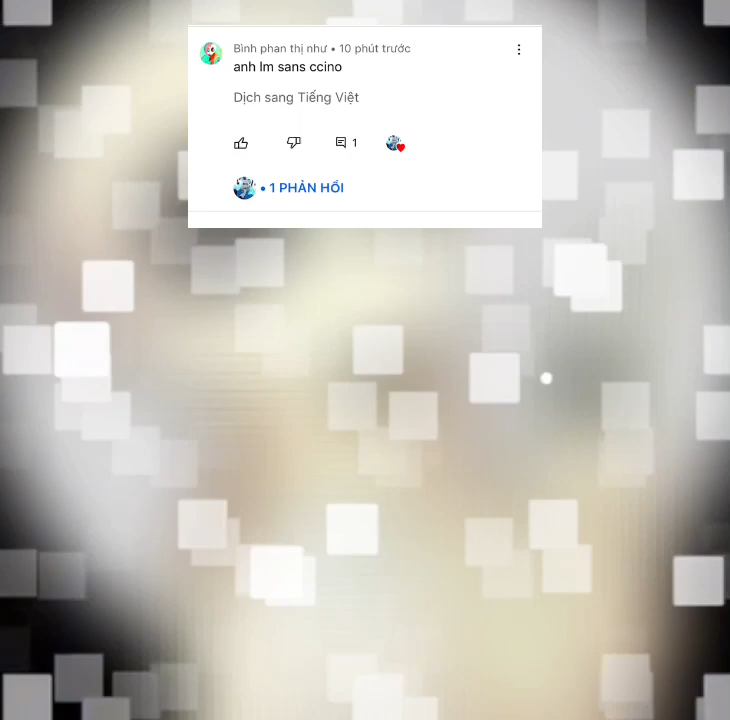 Bình phan thị như • 10 phút trước
anh lm sans ccino
Dịch sang Tiếng Việt
1
• 1 PHẢN HỒI